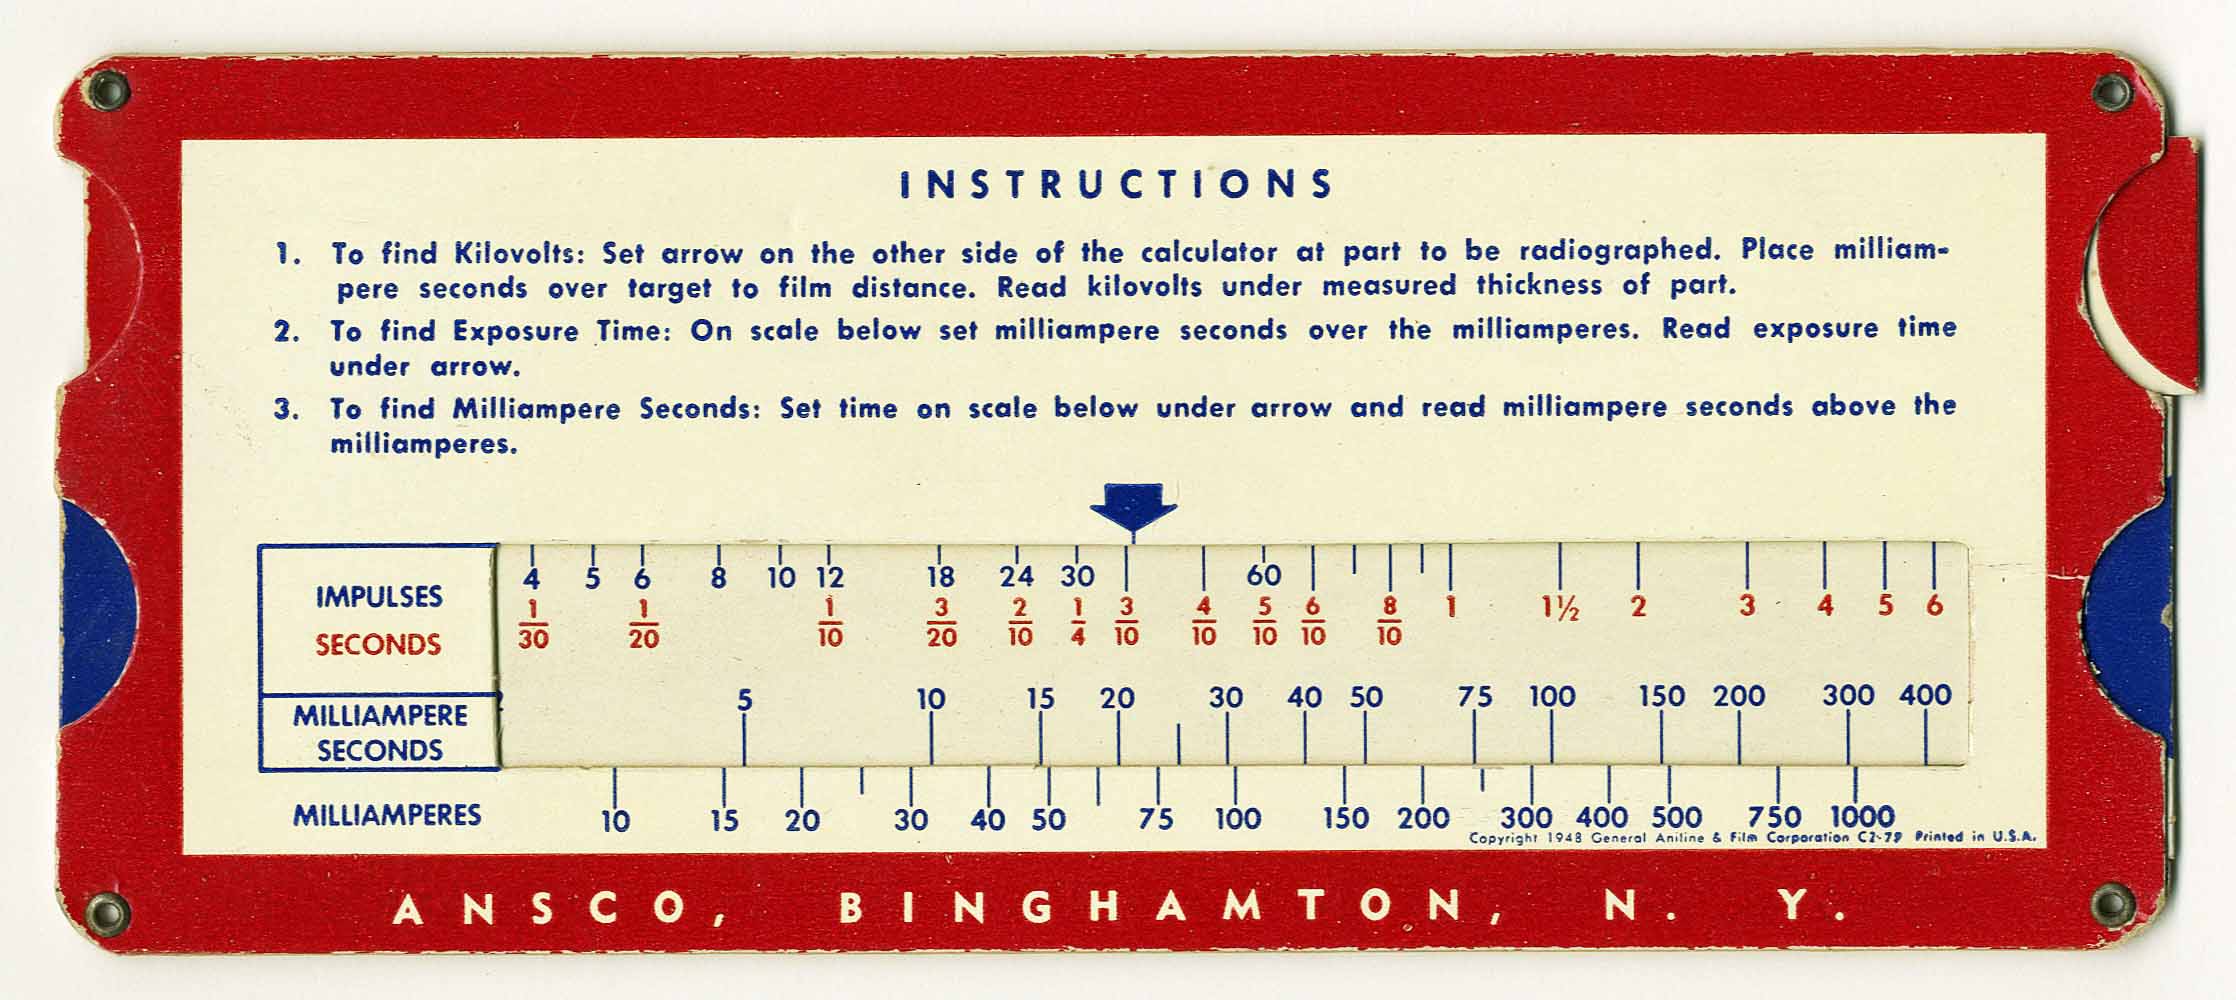 INSTRUCTIONS
1. To find Kilovolts: Set arrow on the other side of the calculator at part to be radiographed. Place milliam-
pere seconds over target to film distance. Read kilovolts under measured thickness of part.
2. To find Exposure Time: On scale below set milliampere seconds over the milliamperes. Read exposure time
under arrow.
3. To find Milliampere Seconds: Set time on scale below under arrow and read milliampere seconds above the
milliamperes.
IMPULSES 4 5 6 8 10 12 18 24 30 60
SECONDS 1/30 1/20 1/10 3/20 2/10 1/4 3/10 4/10 5/10 6/10 8/10 1 1½ 2 3 4 5 6
MILLIAMPERE
SECONDS 5 10 15 20 30 40 50 75 100 150 200 300 400
MILLIAMPERES 10 15 20 30 40 50 75 100 150 200 300 400 500 750 1000
Copyright 1948 General Aniline & Film Corporation C2-79 Printed in U.S.A.
ANSCO, BINGHAMTON, N. Y.